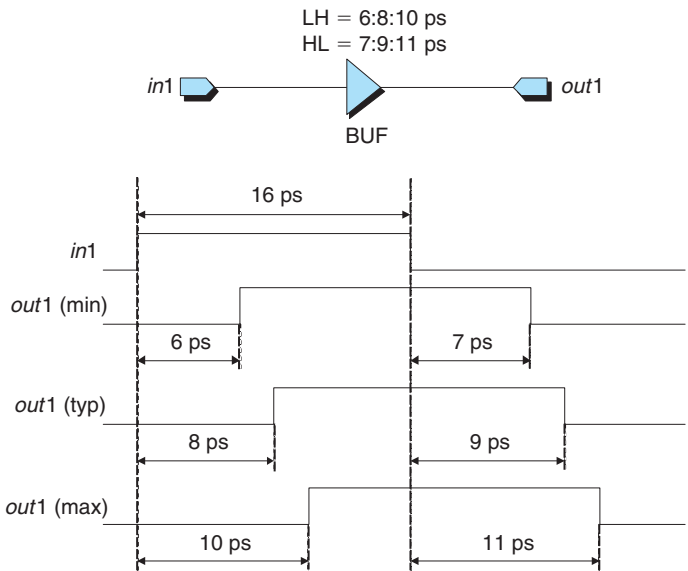 LH = 6:8:10 ps
HL = 7:9:11 ps
in1
out1
BUF
16 ps
in1
out1 (min)
6 ps
7 ps
out1 (typ)
8 ps
9 ps
out1 (max)
10 ps
11 ps